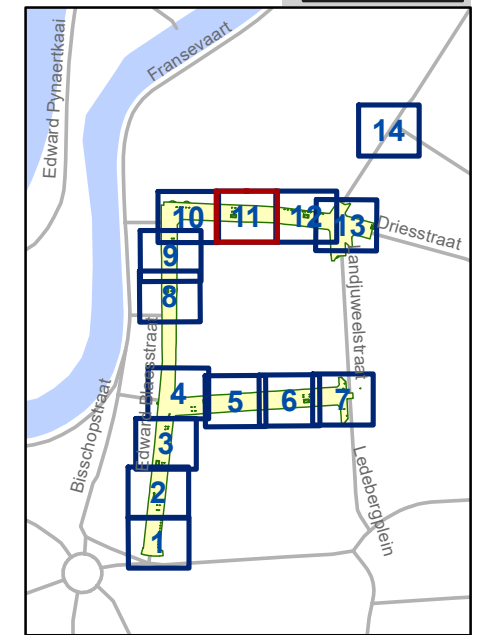 Edward Pynaertkaai
Fransevaart
14
10
11
12
13
Driesstraat
9
8
Landjuweelstraat
Edward Blaesstraat
Bisschopstraat
4
5
6
7
3
Ledebergplein
2
1